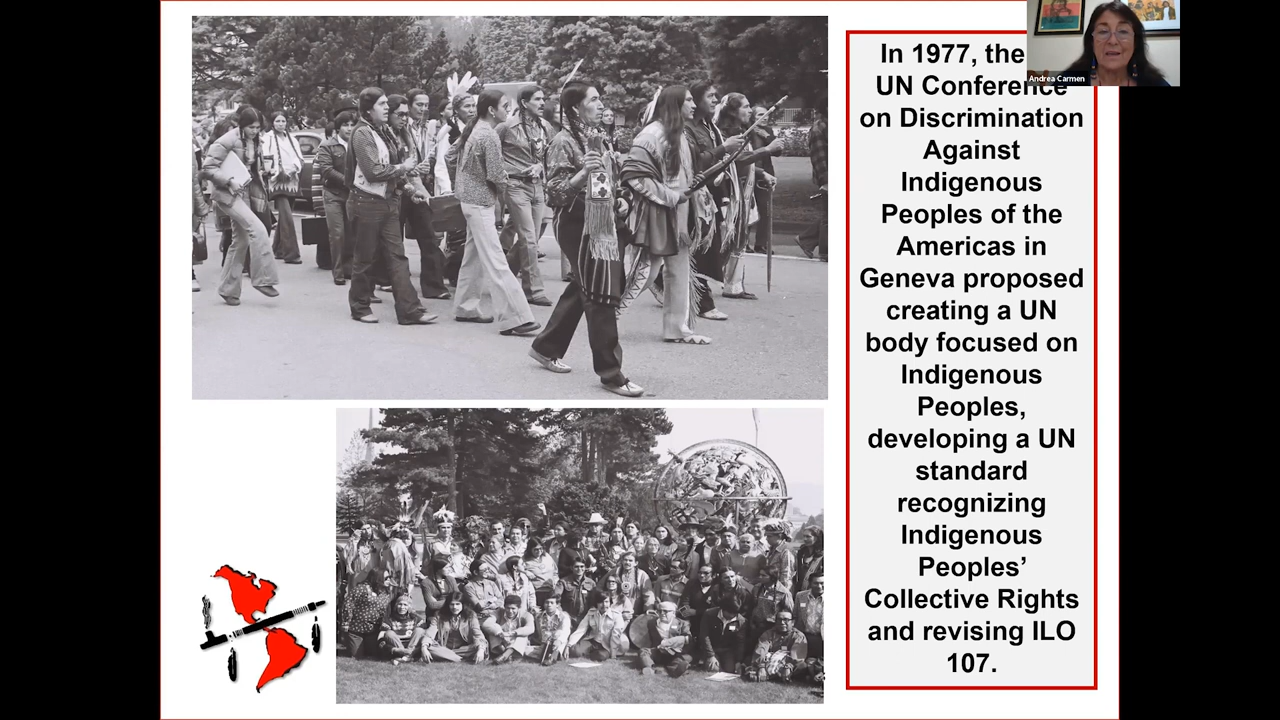 In 1977, the
UN Conference
on Discrimination
Against
Indigenous
Peoples of the
Americas in
Geneva proposed
creating a UN
body focused on
Indigenous
Peoples,
developing a UN
standard
recognizing
Indigenous
Peoples’
Collective Rights
and revising ILO
107.
Andrea Carmen